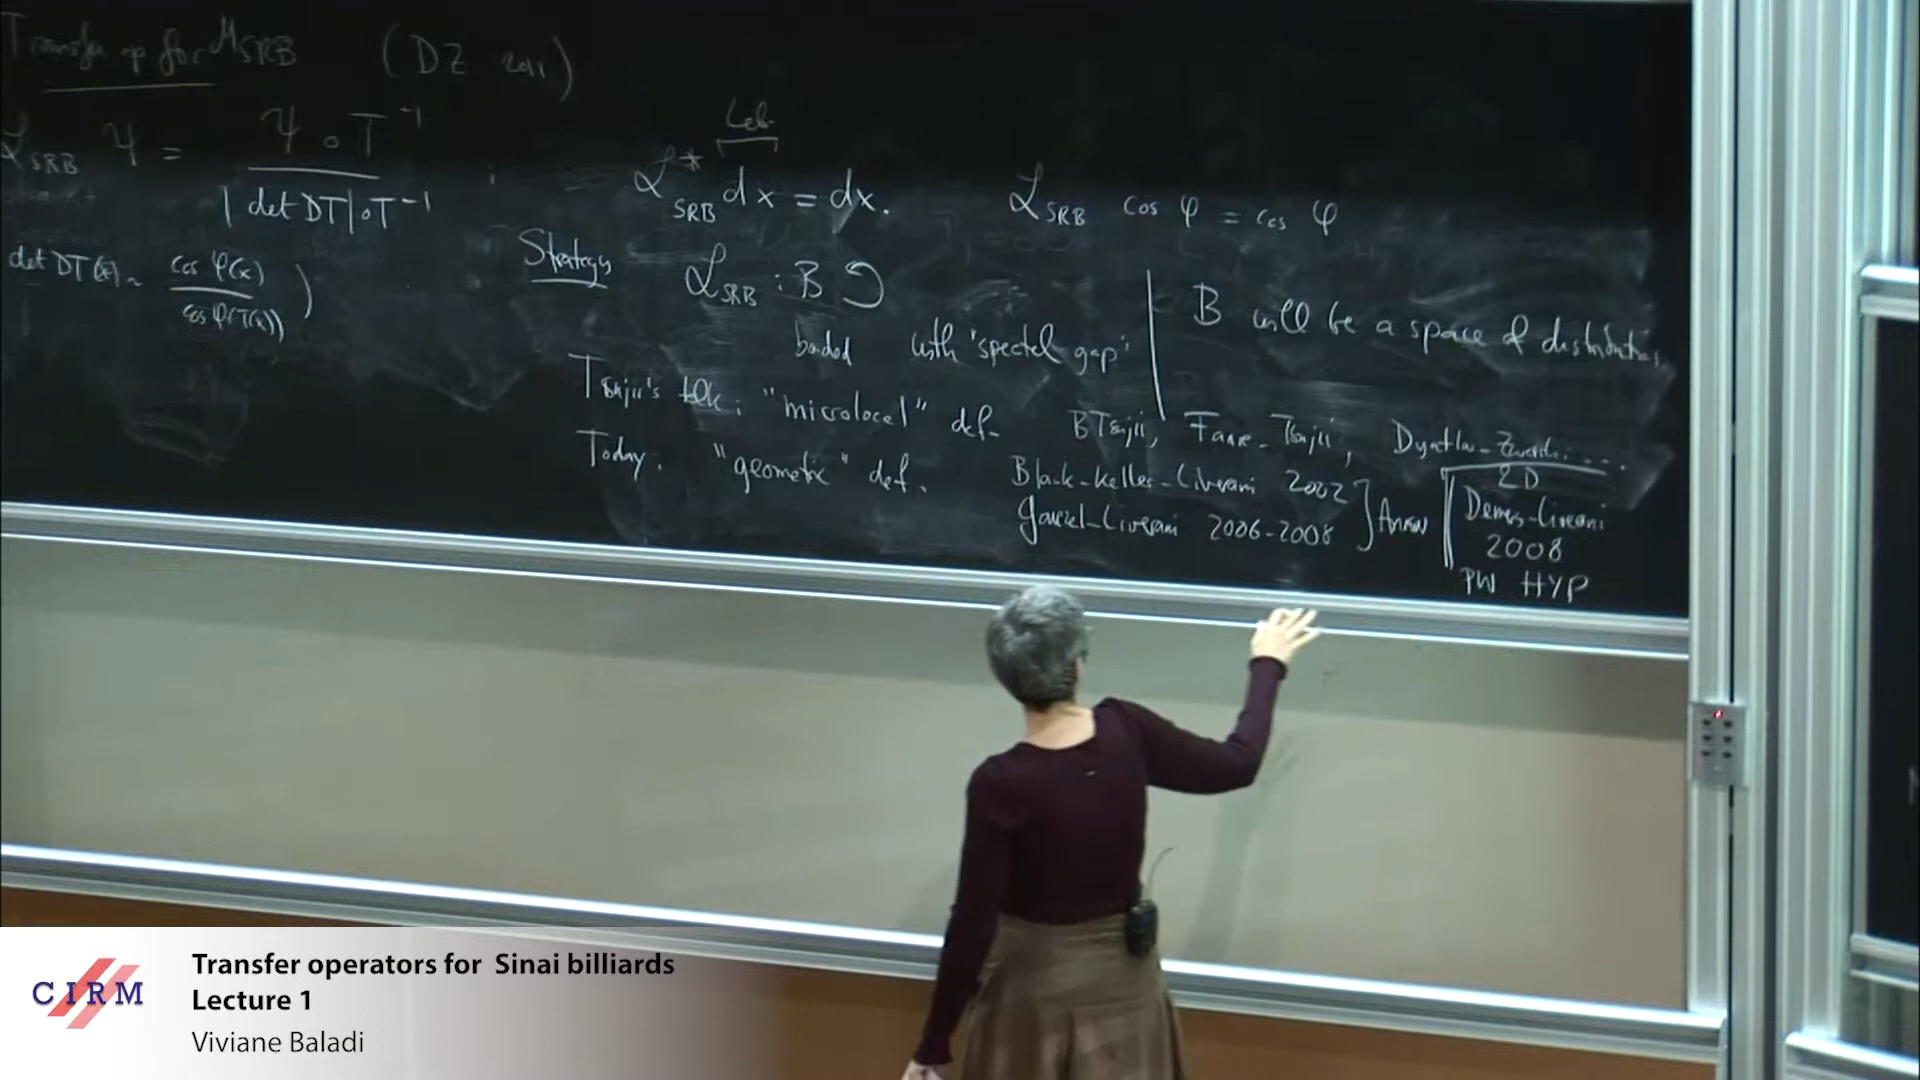 Transfer op for μSRB (DZ 2011)
ℒSRB ψ = ψ∘T⁻¹ / |det DT|∘T⁻¹
det DT(x) ~ cos φ(x) / cos φ(T(x)) )
Leb.
ℒ*SRB dx = dx.
ℒSRB cos φ = cos φ
Strategy ℒSRB : B ↺
bonded with "spectral gap"
B will be a space of distributions
Tsujii's talk: "microlocal" def. BTsujii, Faure-Tsujii, Dyatlov-Zworski...
Today: "geometric" def. Blank-Keller-Liverani 2002
Gouezel-Liverani 2006-2008 ] Anosov
2D
Demers-Liverani
2008
PW HYP
CIRM
Transfer operators for Sinai billiards
Lecture 1
Viviane Baladi